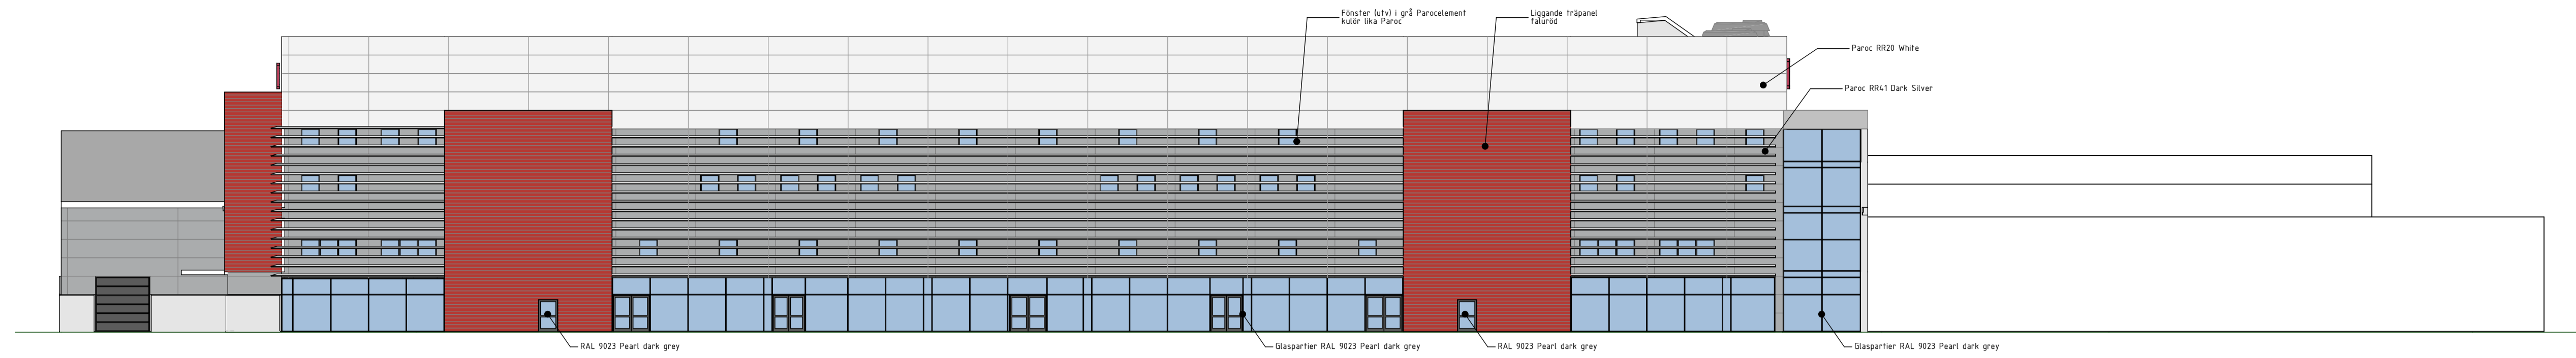 Fönster (utv) i grå Parocelement
kulör lika Paroc
Liggande träpanel
faluröd
Paroc RR20 White
Paroc RR41 Dark Silver
RAL 9023 Pearl dark grey
Glaspartier RAL 9023 Pearl dark grey
RAL 9023 Pearl dark grey
Glaspartier RAL 9023 Pearl dark grey